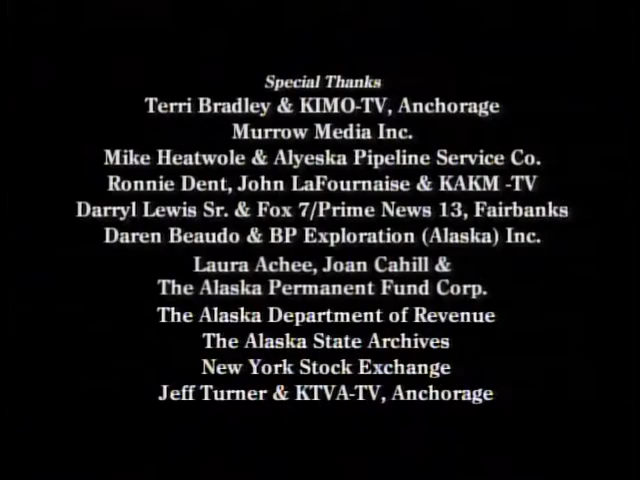 Special Thanks
Terri Bradley & KIMO-TV, Anchorage
Murrow Media Inc.
Mike Heatwole & Alyeska Pipeline Service Co.
Ronnie Dent, John LaFournaise & KAKM -TV
Darryl Lewis Sr. & Fox 7/Prime News 13, Fairbanks
Daren Beaudo & BP Exploration (Alaska) Inc.
Laura Achee, Joan Cahill &
The Alaska Permanent Fund Corp.
The Alaska Department of Revenue
The Alaska State Archives
New York Stock Exchange
Jeff Turner & KTVA-TV, Anchorage